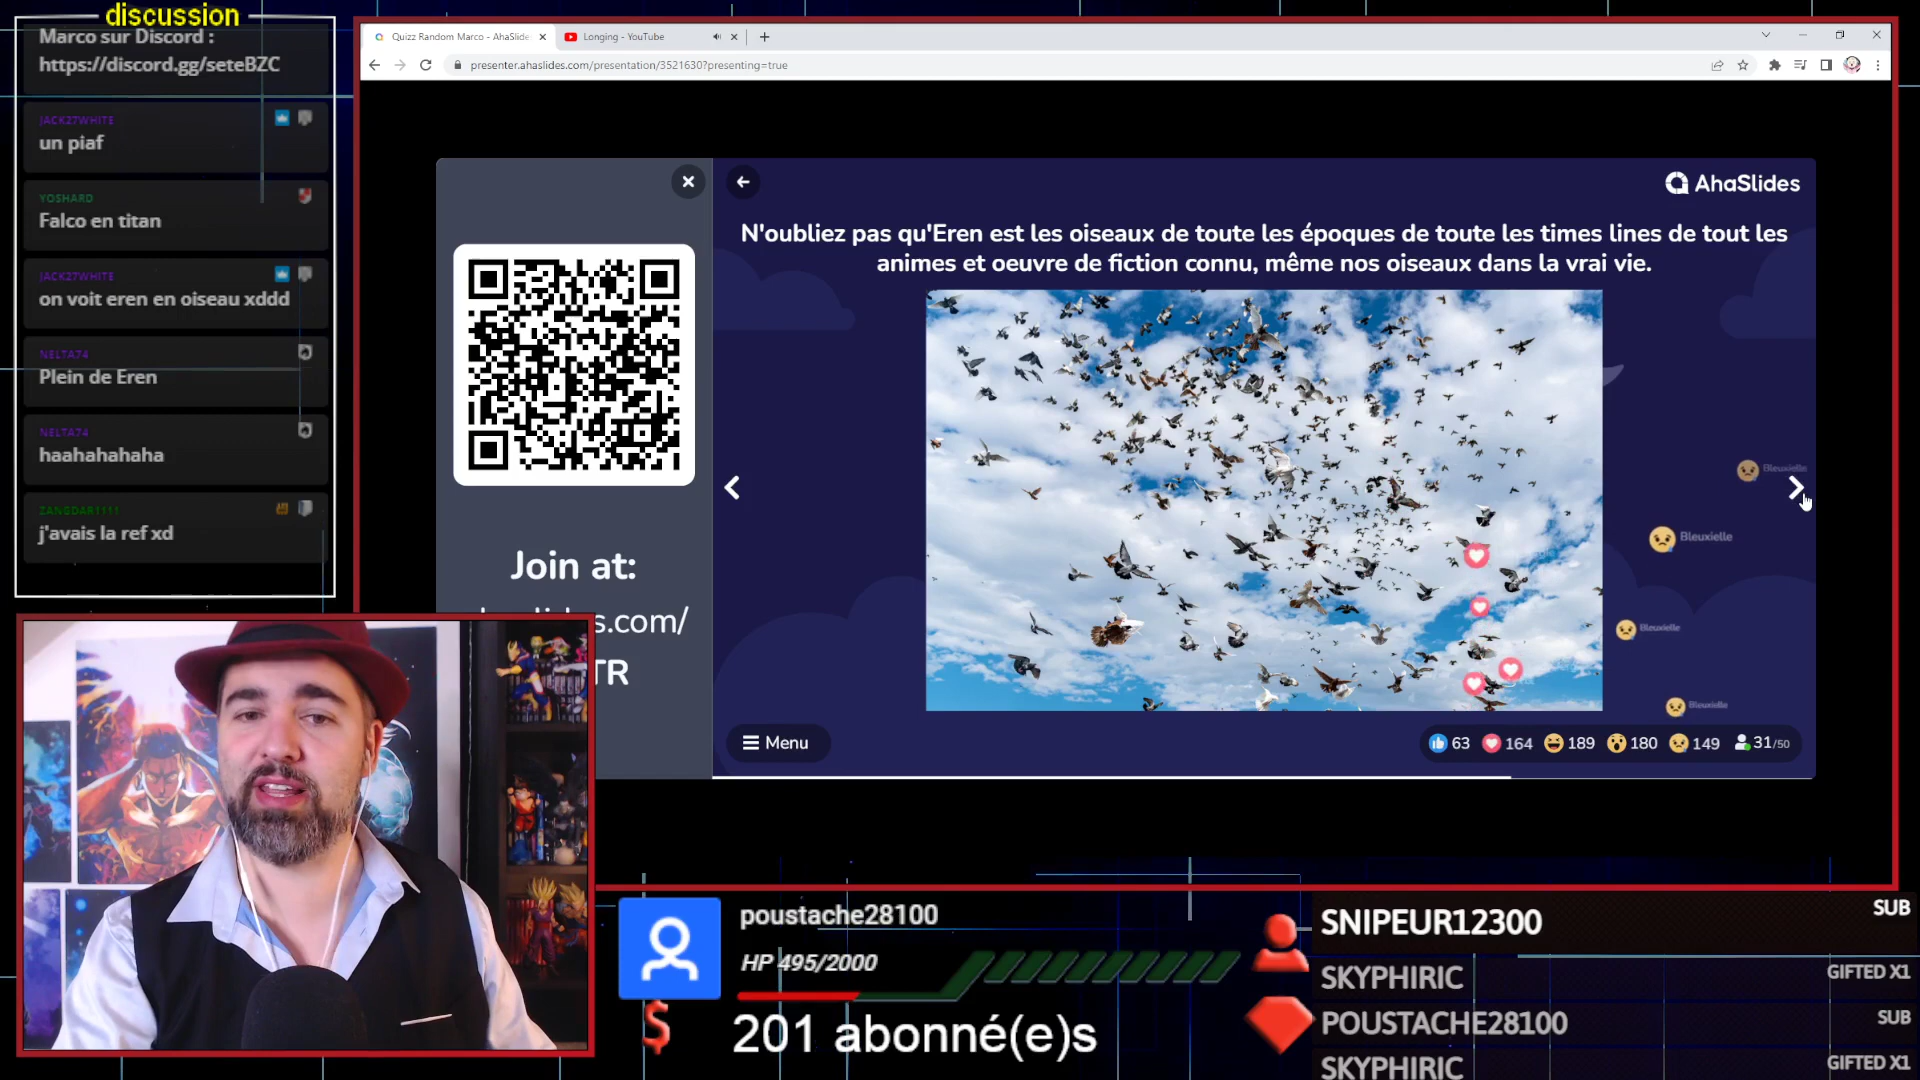 discussion
Marco sur Discord :
https://discord.gg/seteBZC
JACK27WHITE
un piaf
YOSHARD
Falco en titan
JACK27WHITE
on voit eren en oiseau xddd
NELTA74
Plein de Eren
NELTA74
haahahahaha
ZANGDAR1111
j'avais la ref xd
Quizz Random Marco - AhaSlide
Longing - YouTube
presenter.ahaslides.com/presentation/3521630?presenting=true
AhaSlides
N'oubliez pas qu'Eren est les oiseaux de toute les époques de toute les times lines de tout les
animes et oeuvre de fiction connu, même nos oiseaux dans la vrai vie.
Join at:
s.com/
TR
Bleuxielle
Bleuxielle
Bleuxielle
Bleuxielle
Menu
63 164 189 180 149 31/50
poustache28100
HP 495/2000
201 abonné(e)s
SNIPEUR12300 SUB
SKYPHIRIC GIFTED X1
POUSTACHE28100 SUB
SKYPHIRIC GIFTED X1